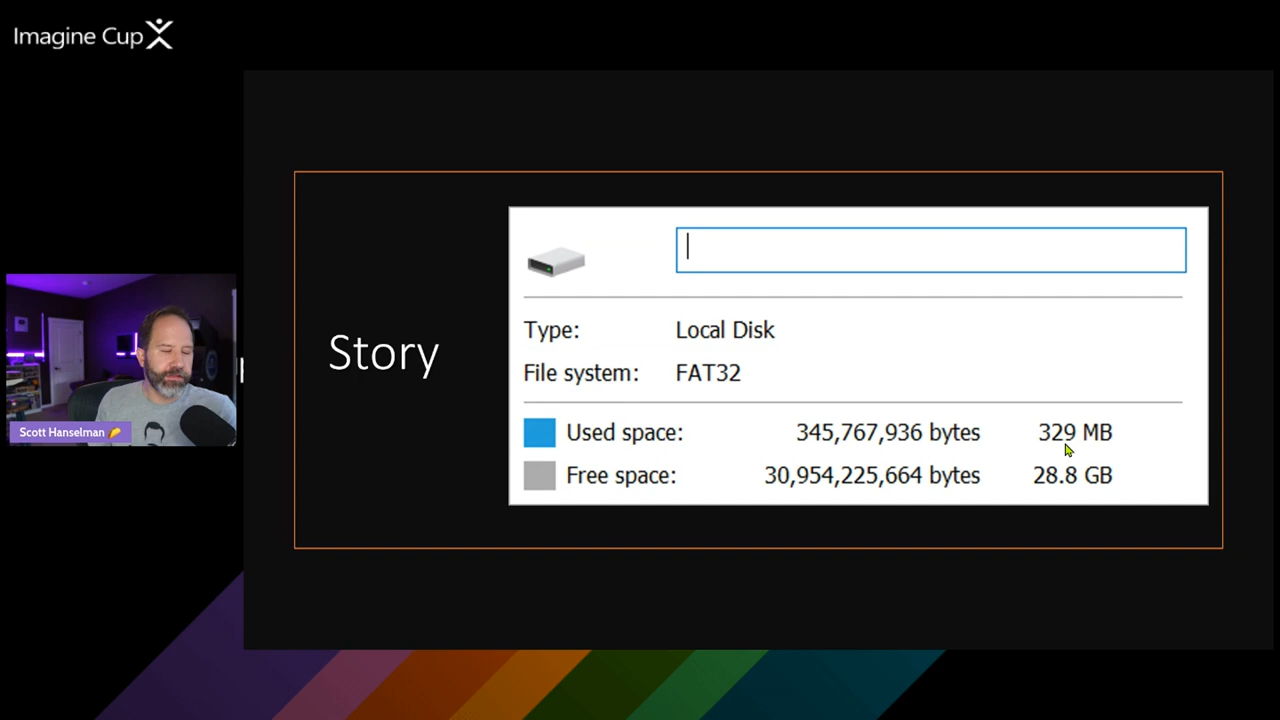 Imagine Cup
Story
Type: Local Disk
File system: FAT32
Used space: 345,767,936 bytes 329 MB
Free space: 30,954,225,664 bytes 28.8 GB
Scott Hanselman